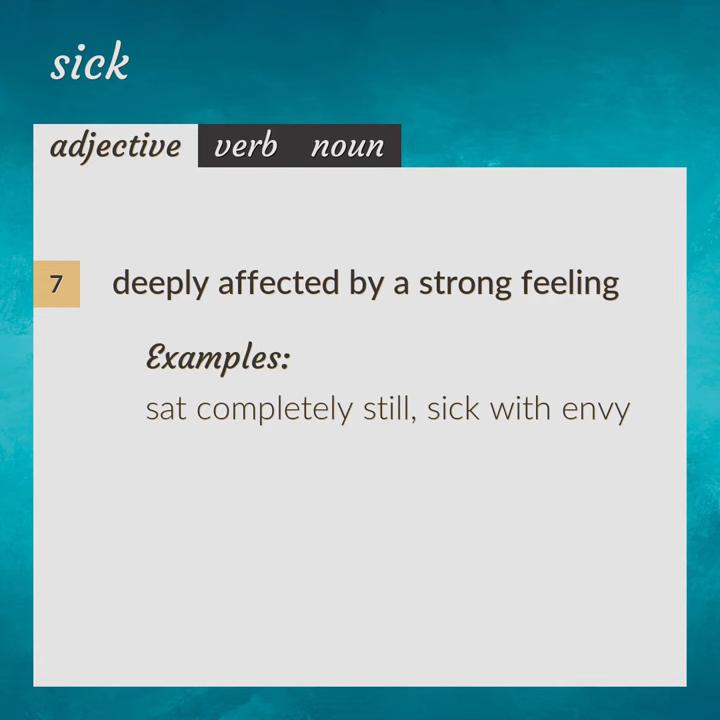 sick
adjective verb noun
7 deeply affected by a strong feeling
Examples:
sat completely still, sick with envy